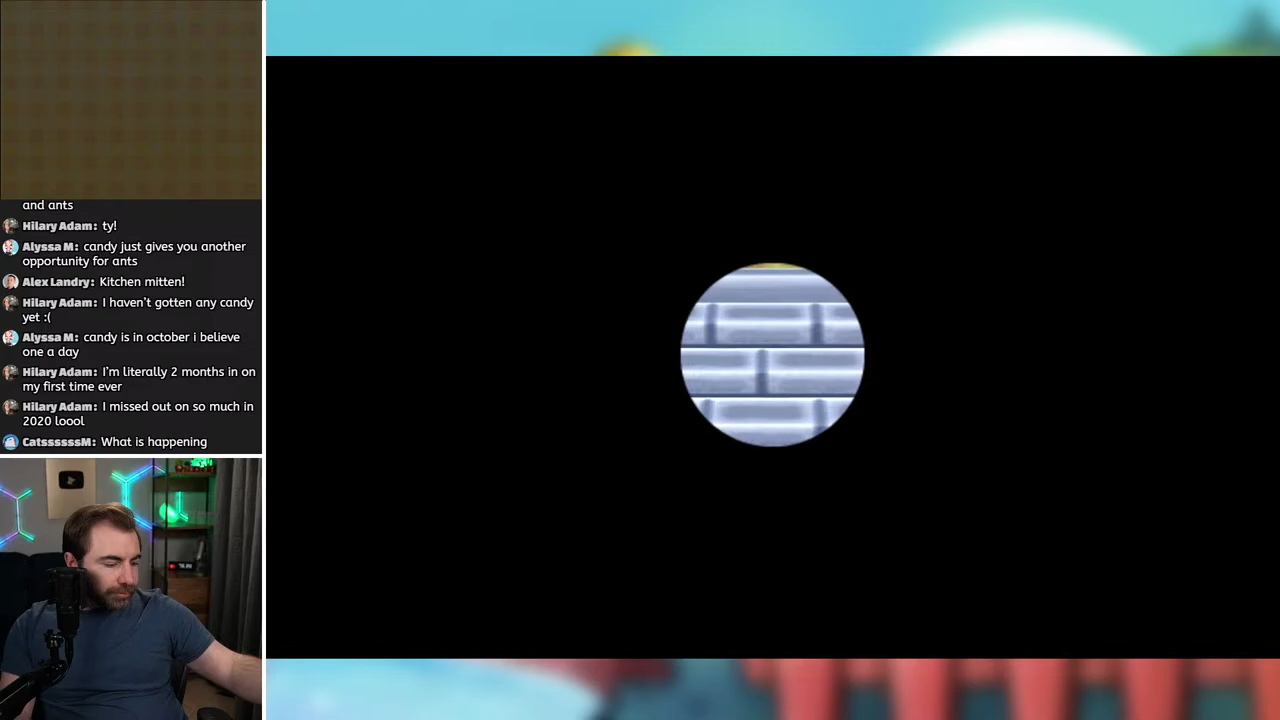 and ants
Hilary Adam: ty!
Alyssa M: candy just gives you another
opportunity for ants
Alex Landry: Kitchen mitten!
Hilary Adam: I haven't gotten any candy
yet :(
Alyssa M: candy is in october i believe
one a day
Hilary Adam: I'm literally 2 months in on
my first time ever
Hilary Adam: I missed out on so much in
2020 loool
CatssssssM: What is happening